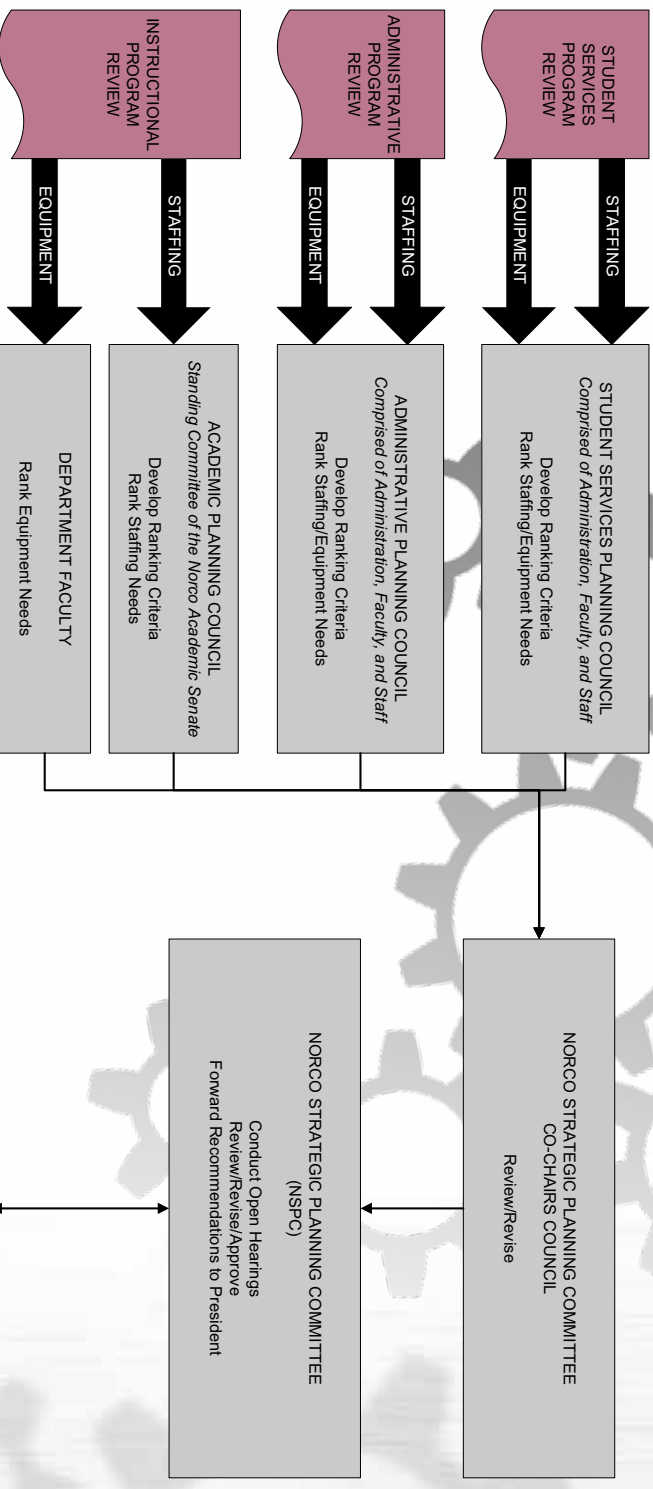 STUDENT
SERVICES
PROGRAM
REVIEW
STAFFING
EQUIPMENT
STUDENT SERVICES PLANNING COUNCIL
Comprised of Administration, Faculty, and Staff
Develop Ranking Criteria
Rank Staffing/Equipment Needs
ADMINISTRATIVE
PROGRAM
REVIEW
STAFFING
EQUIPMENT
ADMINISTRATIVE PLANNING COUNCIL
Comprised of Administration, Faculty, and Staff
Develop Ranking Criteria
Rank Staffing/Equipment Needs
INSTRUCTIONAL
PROGRAM
REVIEW
STAFFING
EQUIPMENT
ACADEMIC PLANNING COUNCIL
Standing Committee of the Norco Academic Senate
Develop Ranking Criteria
Rank Staffing Needs
DEPARTMENT FACULTY
Rank Equipment Needs
NORCO STRATEGIC PLANNING COMMITTEE
CO-CHAIRS COUNCIL
Review/Revise
NORCO STRATEGIC PLANNING COMMITTEE
(NSPC)
Conduct Open Hearings
Review/Revise/Approve
Forward Recommendations to President